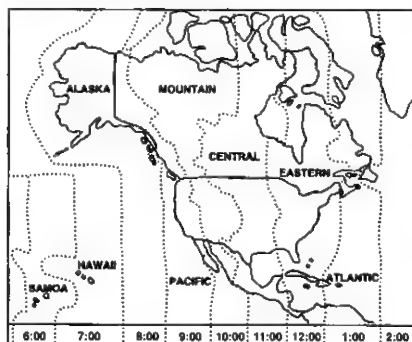 ALASKA
MOUNTAIN
CENTRAL
EASTERN
HAWAII
SAMOA
PACIFIC
ATLANTIC
6:00 7:00 8:00 9:00 10:00 11:00 12:00 1:00 2:00